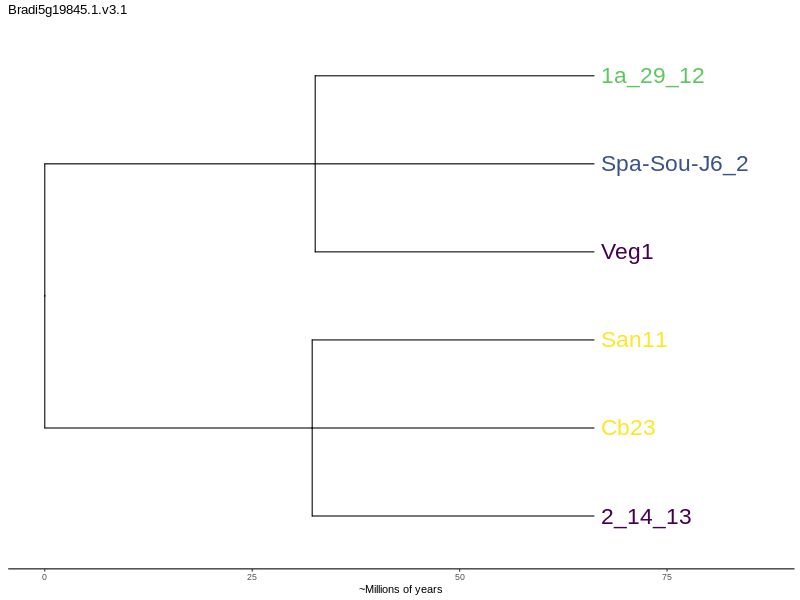 Bradi5g19845.1.v3.1
1a_29_12
Spa-Sou-J6_2
Veg1
San11
Cb23
2_14_13
0 25 50 75
~Millions of years